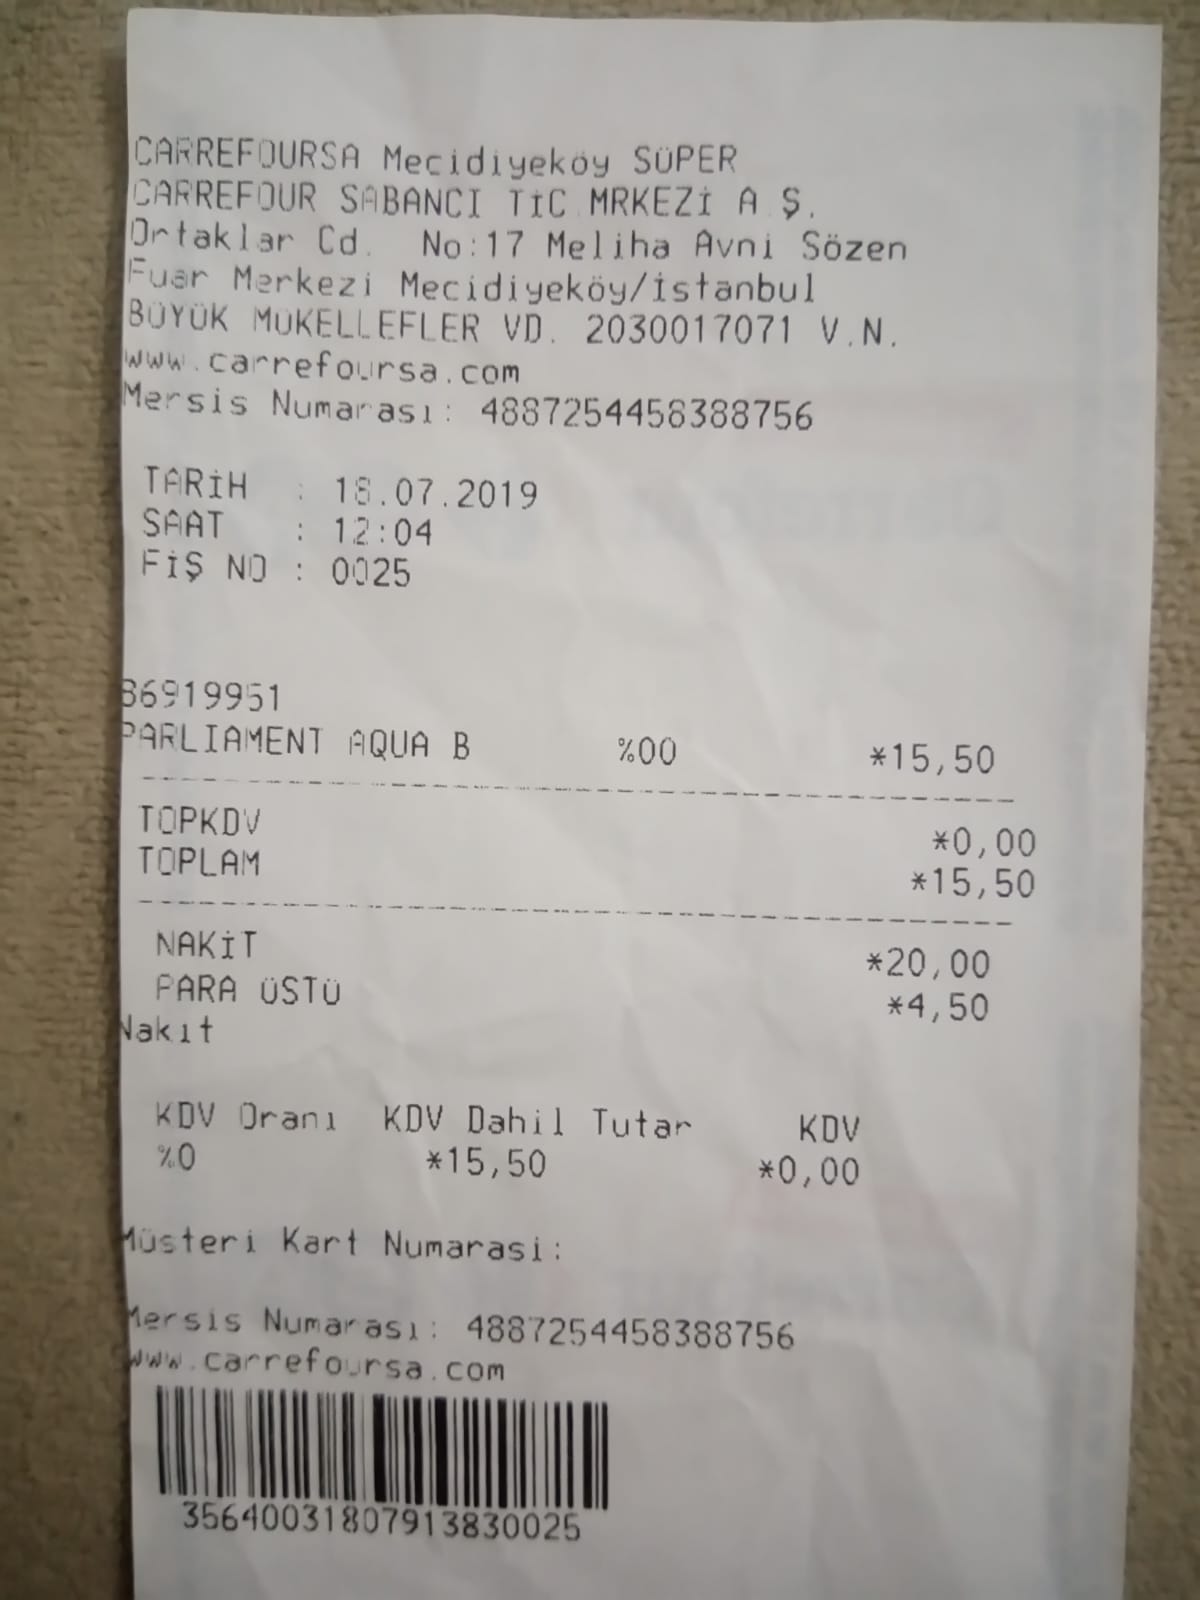 CARREFOURSA Mecidiyeköy SÜPER
CARREFOUR SABANCI TİC.MRKEZİ A.Ş.
Ortaklar Cd.  No:17 Meliha Avni Sözen
Fuar Merkezi Mecidiyeköy/İstanbul
BÜYÜK MÜKELLEFLER VD. 2030017071 V.N.
www.carrefoursa.com
Mersis Numarası: 4887254458388756
TARİH : 18.07.2019
SAAT : 12:04
FİŞ NO : 0025
86919951
PARLIAMENT AQUA B %00 *15,50
TOPKDV *0,00
TOPLAM *15,50
NAKİT *20,00
PARA ÜSTÜ *4,50
Nakıt
KDV Oranı KDV Dahil Tutar KDV
%0 *15,50 *0,00
Müsteri Kart Numarasi:
Mersis Numarası: 4887254458388756
www.carrefoursa.com
35640031807913830025